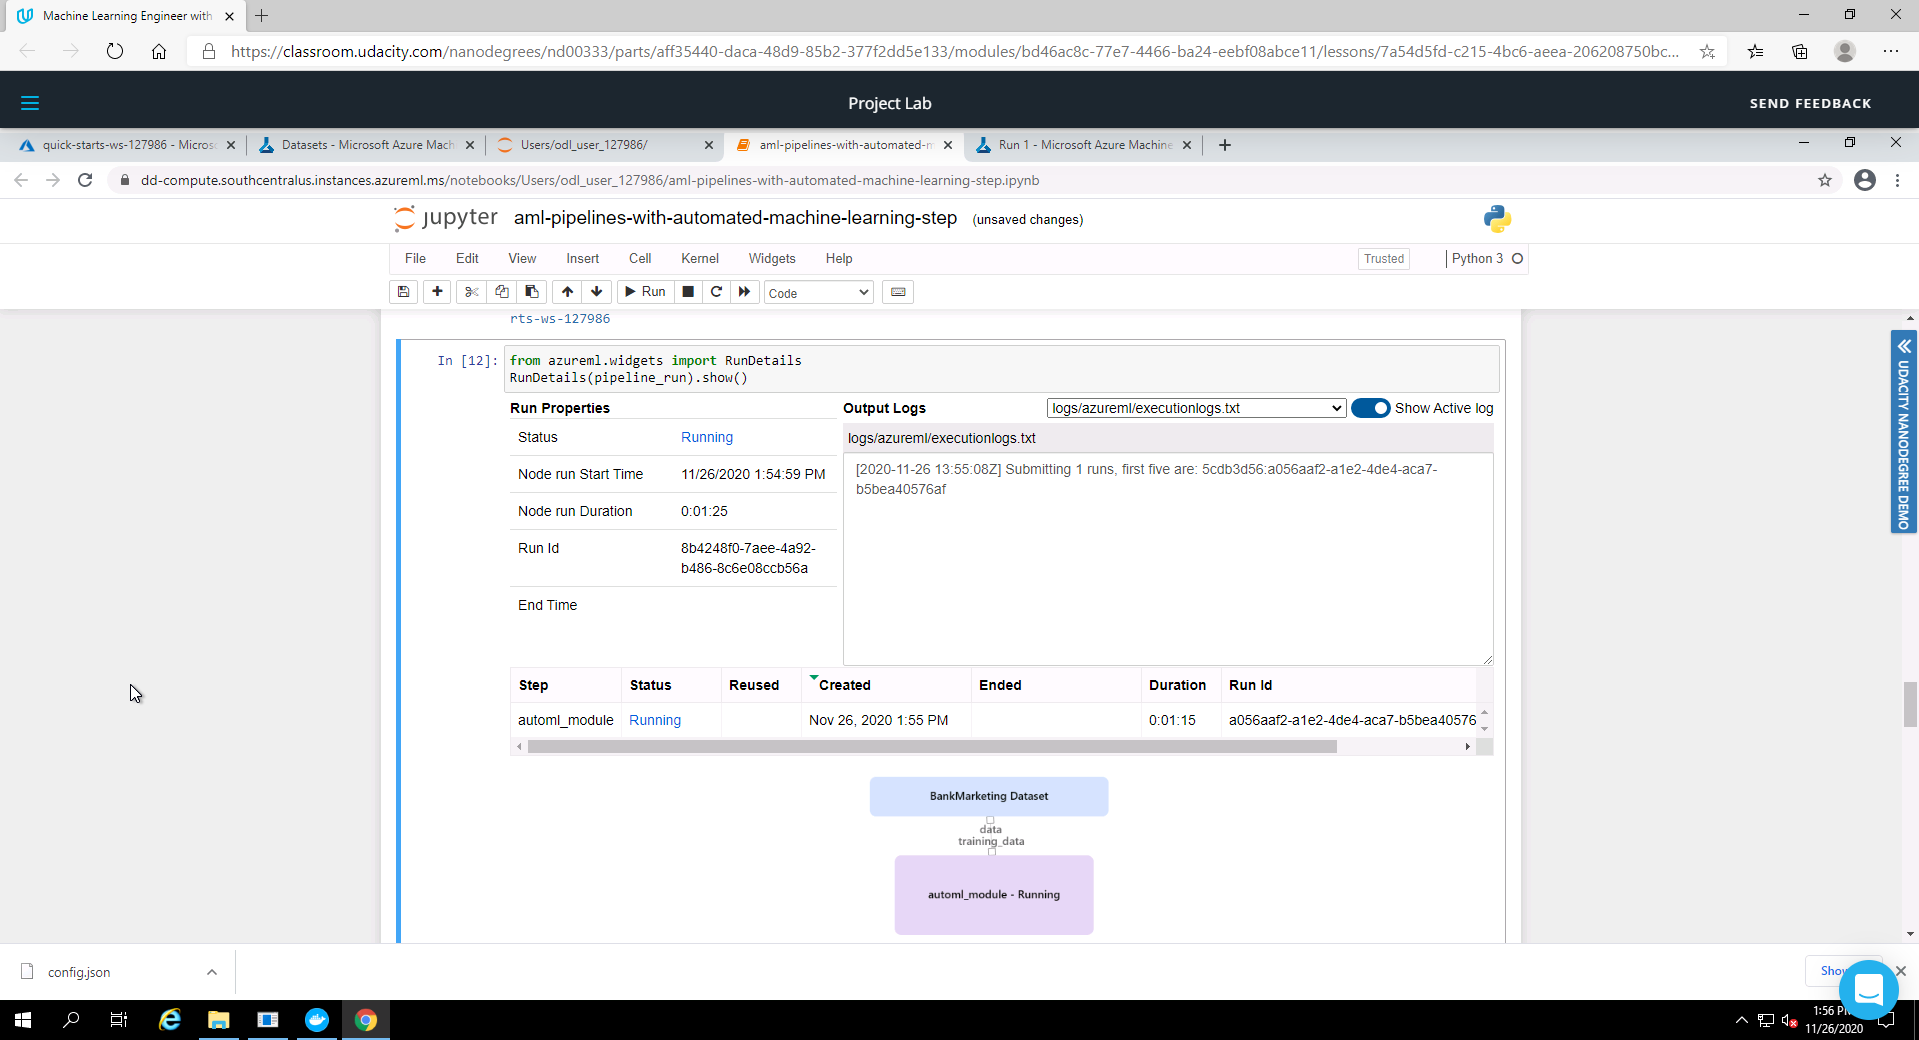 Machine Learning Engineer with
https://classroom.udacity.com/nanodegrees/nd00333/parts/aff35440-daca-48d9-85b2-377f2dd5e133/modules/bd46ac8c-77e7-4466-ba24-eebf08abce11/lessons/7a54d5fd-c215-4bc6-aeea-206208750bc...
Project Lab
SEND FEEDBACK
quick-starts-ws-127986 - Micros
Datasets - Microsoft Azure Mach
Users/odl_user_127986/
aml-pipelines-with-automated-m
Run 1 - Microsoft Azure Machine
dd-compute.southcentralus.instances.azureml.ms/notebooks/Users/odl_user_127986/aml-pipelines-with-automated-machine-learning-step.ipynb
jupyter aml-pipelines-with-automated-machine-learning-step (unsaved changes)
File Edit View Insert Cell Kernel Widgets Help
Trusted
Python 3
Run
Code
rts-ws-127986
In [12]:
from azureml.widgets import RunDetails
RunDetails(pipeline_run).show()
Run Properties
Status Running
Node run Start Time 11/26/2020 1:54:59 PM
Node run Duration 0:01:25
Run Id 8b4248f0-7aee-4a92-
b486-8c6e08ccb56a
End Time
Output Logs
logs/azureml/executionlogs.txt
Show Active log
logs/azureml/executionlogs.txt
[2020-11-26 13:55:08Z] Submitting 1 runs, first five are: 5cdb3d56:a056aaf2-a1e2-4de4-aca7-
b5bea40576af
Step Status Reused Created Ended Duration Run Id
automl_module Running Nov 26, 2020 1:55 PM 0:01:15 a056aaf2-a1e2-4de4-aca7-b5bea40576
BankMarketing Dataset
data
training_data
automl_module - Running
UDACITY NANODEGREE DEMO
config.json
Show
1:56 PM
11/26/2020